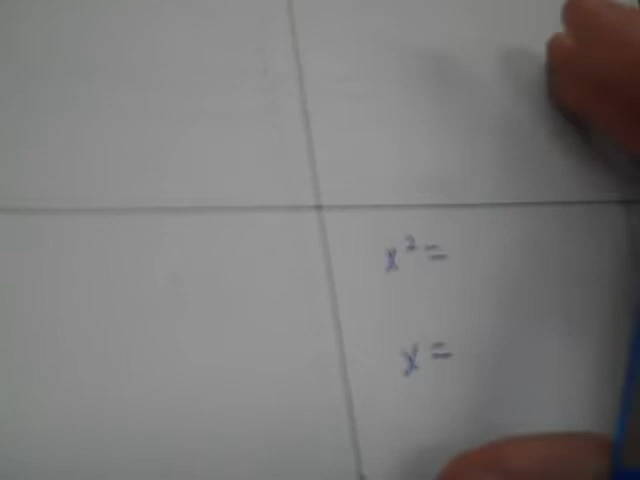 x² =
x =